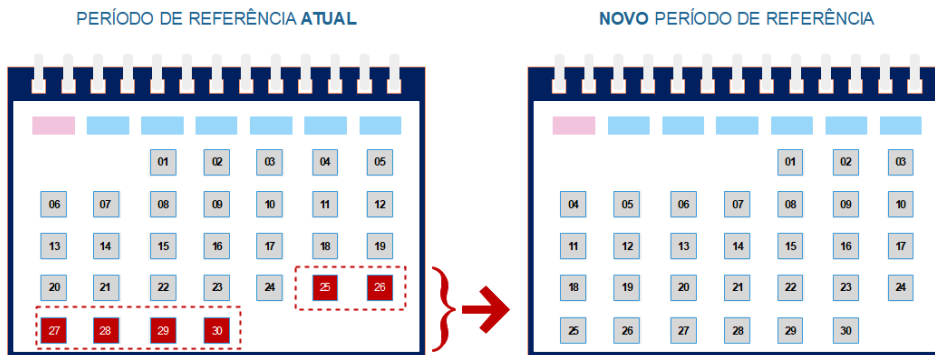 PERÍODO DE REFERÊNCIA ATUAL
01 02 03 04 05
06 07 08 09 10 11 12
13 14 15 16 17 18 19
20 21 22 23 24 25 26
27 28 29 30
NOVO PERÍODO DE REFERÊNCIA
01 02 03
04 05 06 07 08 09 10
11 12 13 14 15 16 17
18 19 20 21 22 23 24
25 26 27 28 29 30